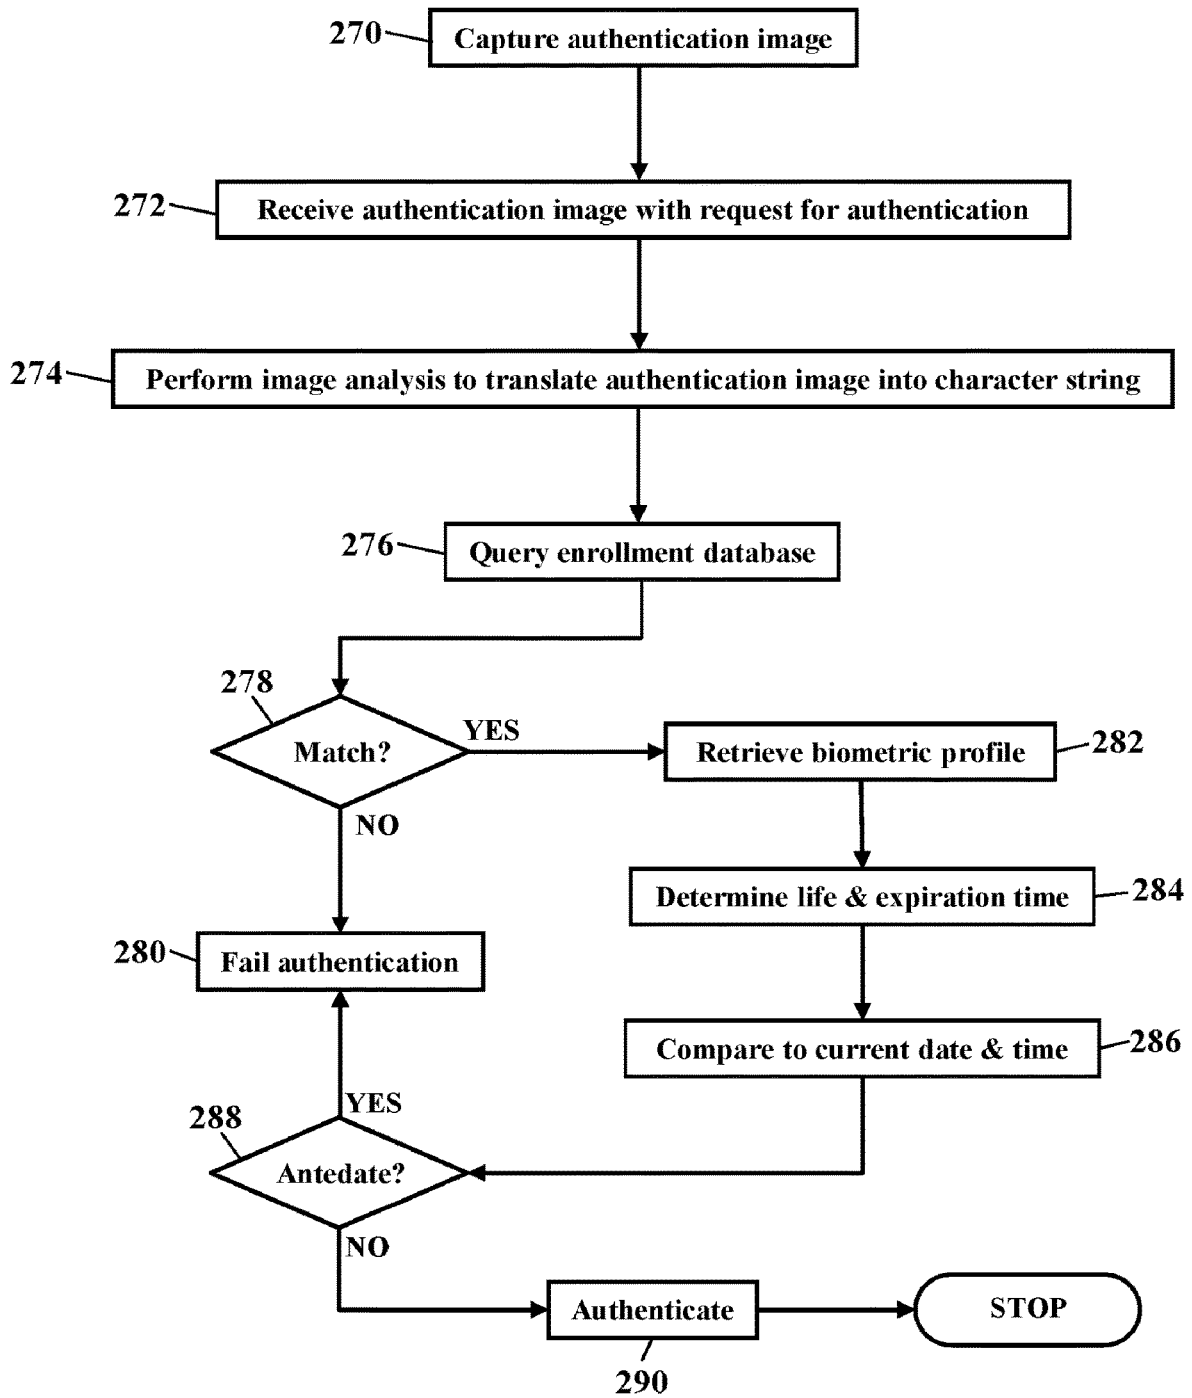 270
Capture authentication image
272
Receive authentication image with request for authentication
274
Perform image analysis to translate authentication image into character string
276
Query enrollment database
278
Match?
YES
Retrieve biometric profile
282
NO
Determine life & expiration time
284
280
Fail authentication
Compare to current date & time
286
288
YES
Antedate?
NO
Authenticate
STOP
290